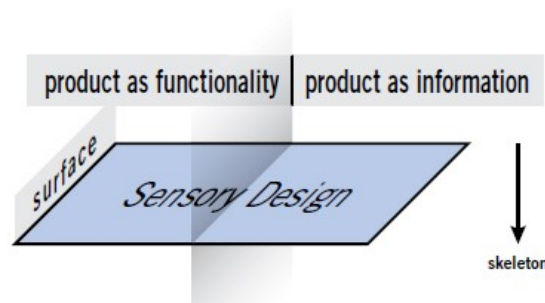 product as functionality
product as information
surface
Sensory Design
skeleton